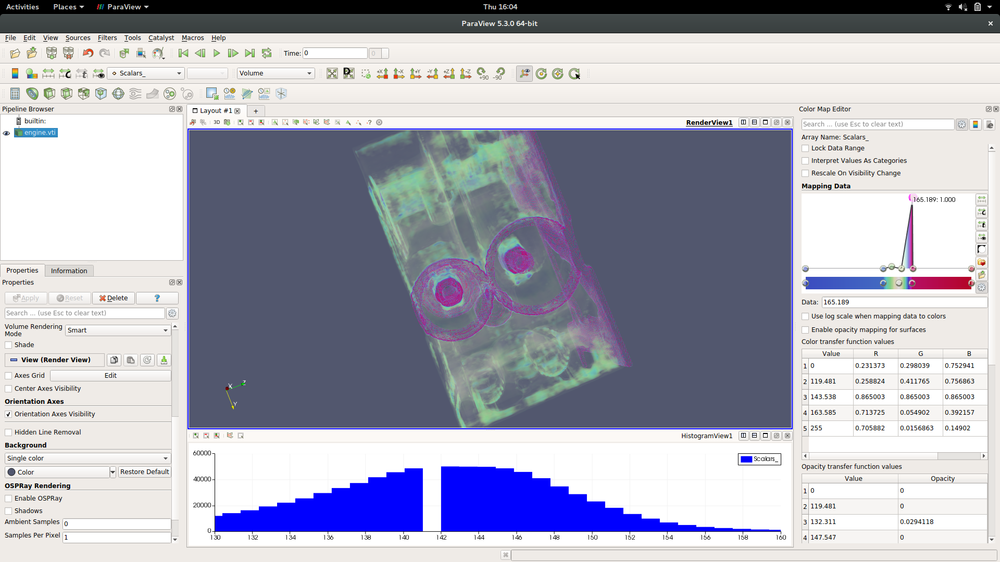 Activities Places ParaView Thu 16:04
ParaView 5.3.0 64-bit
File Edit View Sources Filters Tools Catalyst Macros Help
Time: 0 0
Scalars_ Volume +X -X +Y -Y +Z -Z +90 -90
Pipeline Browser
builtin:
engine.vti
Properties Information
Properties
Apply Reset Delete ?
Search ... (use Esc to clear text)
Volume Rendering Mode Smart
Shade
View (Render View)
Axes Grid Edit
Center Axes Visibility
Orientation Axes
Orientation Axes Visibility
Hidden Line Removal
Background
Single color
Color Restore Default
OSPRay Rendering
Enable OSPRay
Shadows
Ambient Samples 0
Samples Per Pixel 1
Layout #1 +
3D ? RenderView1
X Z
Y
HistogramView1
60000
40000
20000
0
130 132 134 136 138 140 142 144 146 148 150 152 154 156 158 160
Scalars_
Color Map Editor
Search ... (use Esc to clear text)
Array Name: Scalars_
Lock Data Range
Interpret Values As Categories
Rescale On Visibility Change
Mapping Data
165.189: 1.000
Data: 165.189
Use log scale when mapping data to colors
Enable opacity mapping for surfaces
Color transfer function values
Value R G B
1 0 0.231373 0.298039 0.752941
2 119.481 0.258824 0.411765 0.756863
3 143.538 0.865003 0.865003 0.865003
4 163.585 0.713725 0.054902 0.392157
5 255 0.705882 0.0156863 0.14902
Opacity transfer function values
Value Opacity
1 0 0
2 119.481 0
3 132.311 0.0294118
4 147.547 0